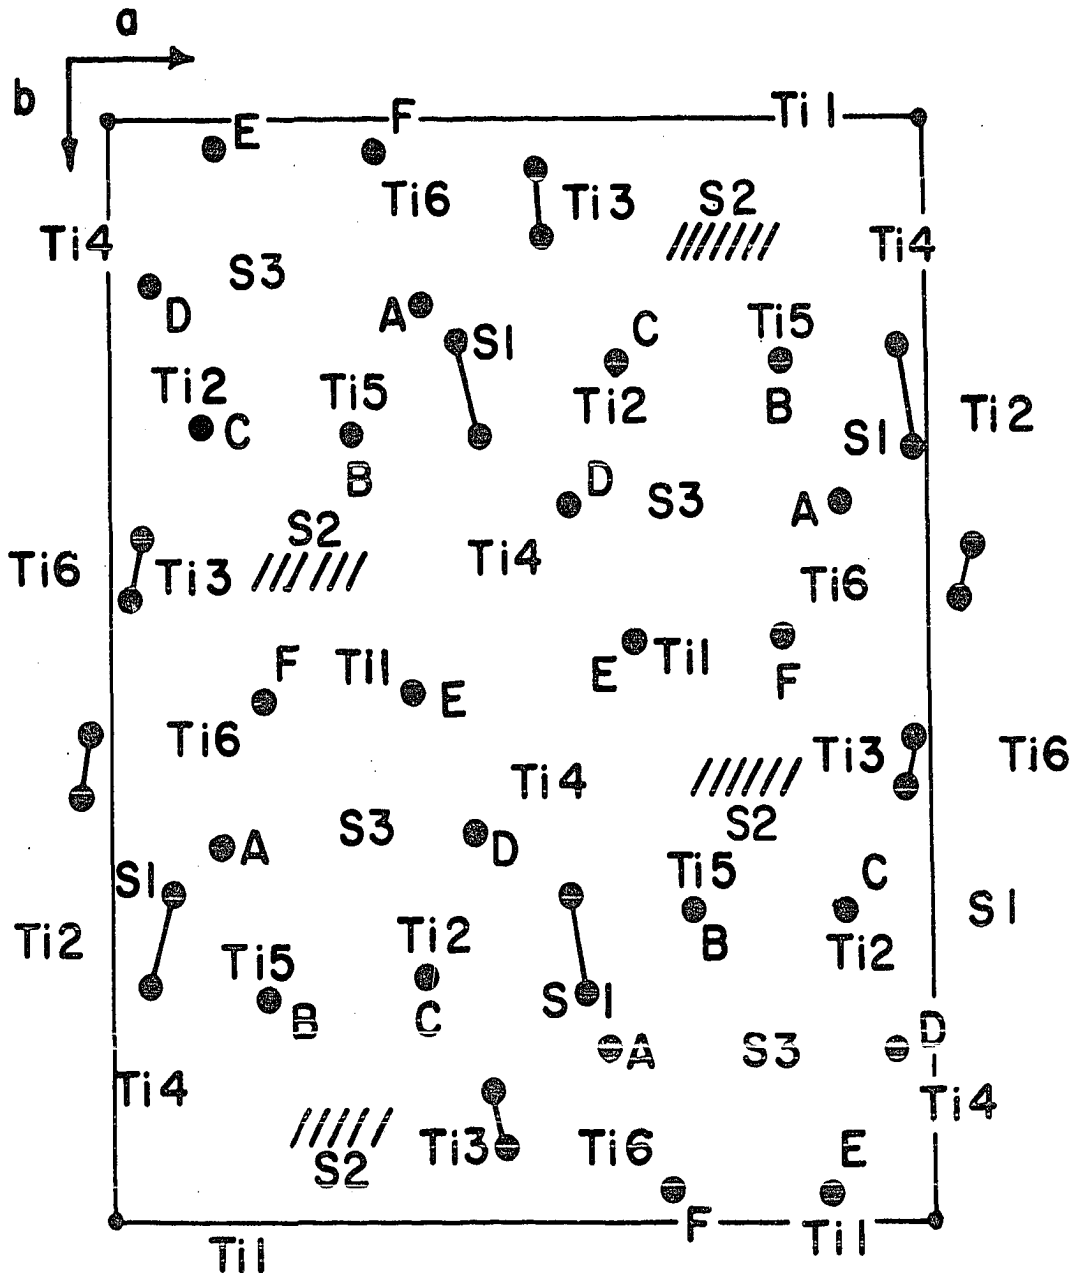 a
b
E F Ti 1
Ti6 Ti3 S2
Ti4 S3 Ti4
D A S1 C Ti5
Ti2 C Ti5 Ti2 B S1 Ti2
B D S3 A
S2
Ti6 Ti3 Ti4 Ti6
F Ti1 E E Ti1 F
Ti6 Ti4 Ti3 Ti6
A S3 D S2
S1 Ti5 C S1
Ti2 Ti5 Ti2 B Ti2
B C S1 D
A S3
Ti4 Ti4
S2 Ti3 Ti6 E
F Ti1
Ti1